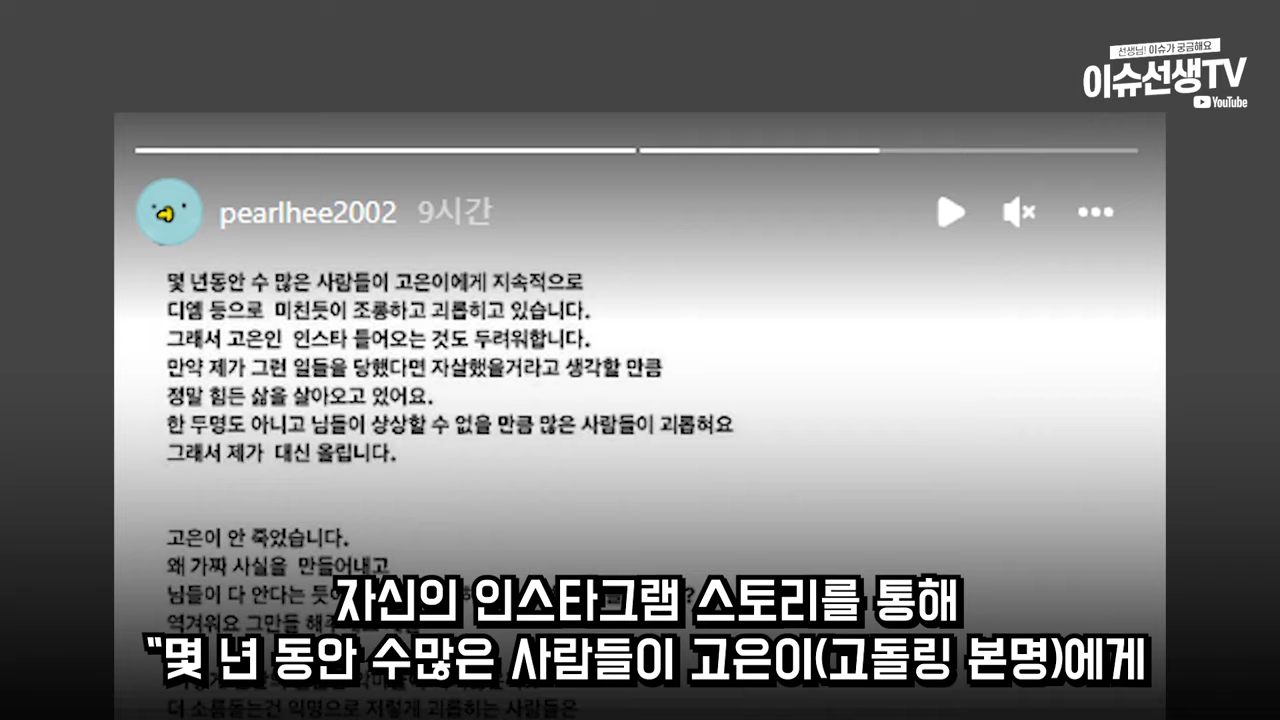 선생님! 이슈가 궁금해요
이슈선생TV
YouTube
pearlhee2002 9시간
몇 년동안 수 많은 사람들이 고은이에게 지속적으로
디엠 등으로 미친듯이 조롱하고 괴롭히고 있습니다.
그래서 고은인 인스타 들어오는 것도 두려워합니다.
만약 제가 그런 일들을 당했다면 자살했을거라고 생각할 만큼
정말 힘든 삶을 살아오고 있어요.
한 두명도 아니고 님들이 상상할 수 없을 만큼 많은 사람들이 괴롭혀요
그래서 제가 대신 올립니다.
고은이 안 죽었습니다.
왜 가짜 사실을 만들어내고
님들이 다 안다는 듯이
역겨워요 그만들
자신의 인스타그램 스토리를 통해
“몇 년 동안 수많은 사람들이 고은이(고돌링 본명)에게
더 소름돋는건 익명으로 저렇게 괴롭히는 사람들은